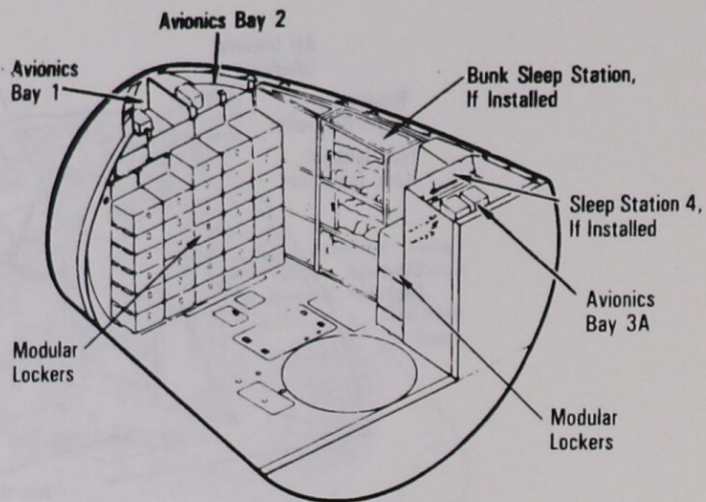 Avionics Bay 2
Avionics
Bay 1
Bunk Sleep Station,
If Installed
Sleep Station 4,
If Installed
Avionics
Bay 3A
Modular
Lockers
Modular
Lockers